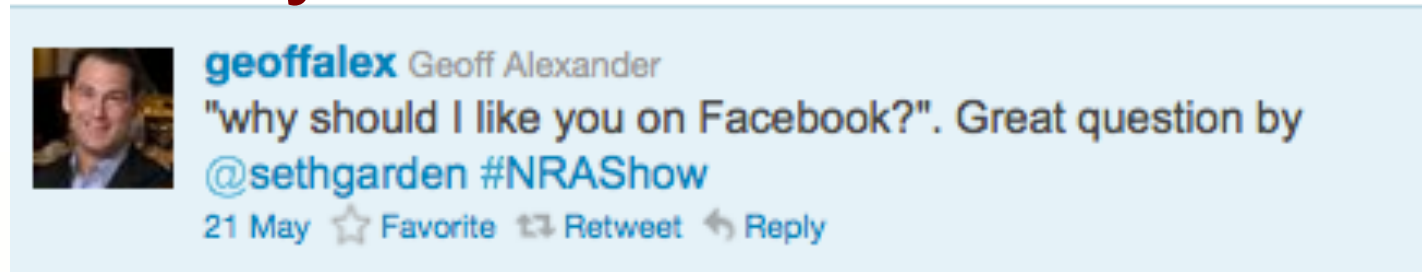 geoffalex Geoff Alexander
"why should I like you on Facebook?". Great question by
@sethgarden #NRAShow
21 May Favorite Retweet Reply